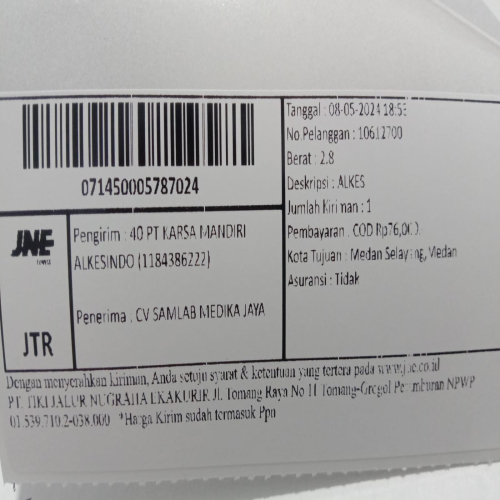 Tanggal : 08-05-2024 18:55
No.Pelanggan : 10612700
Berat : 2.8
Deskripsi : ALKES
Jumlah Kiriman : 1
Pembayaran : COD Rp76,000.
Kota Tujuan : Medan Selayang, Medan
Asuransi : Tidak
071450005787024
JNE
JTR
Pengirim : 40 PT KARSA MANDIRI
ALKESINDO (1184386222)
Penerima : CV SAMLAB MEDIKA JAYA
Dengan menyerahkan kiriman, Anda setuju syarat & ketentuan yang tertera pada www.jne.co.id
PT. TIKI JALUR NUGRAHA EKAKURIR Jl. Tomang Raya No 11 Tomang-Grogol Petamburan NPWP
01.539.710.2-038.000 *Harga Kirim sudah termasuk Ppn